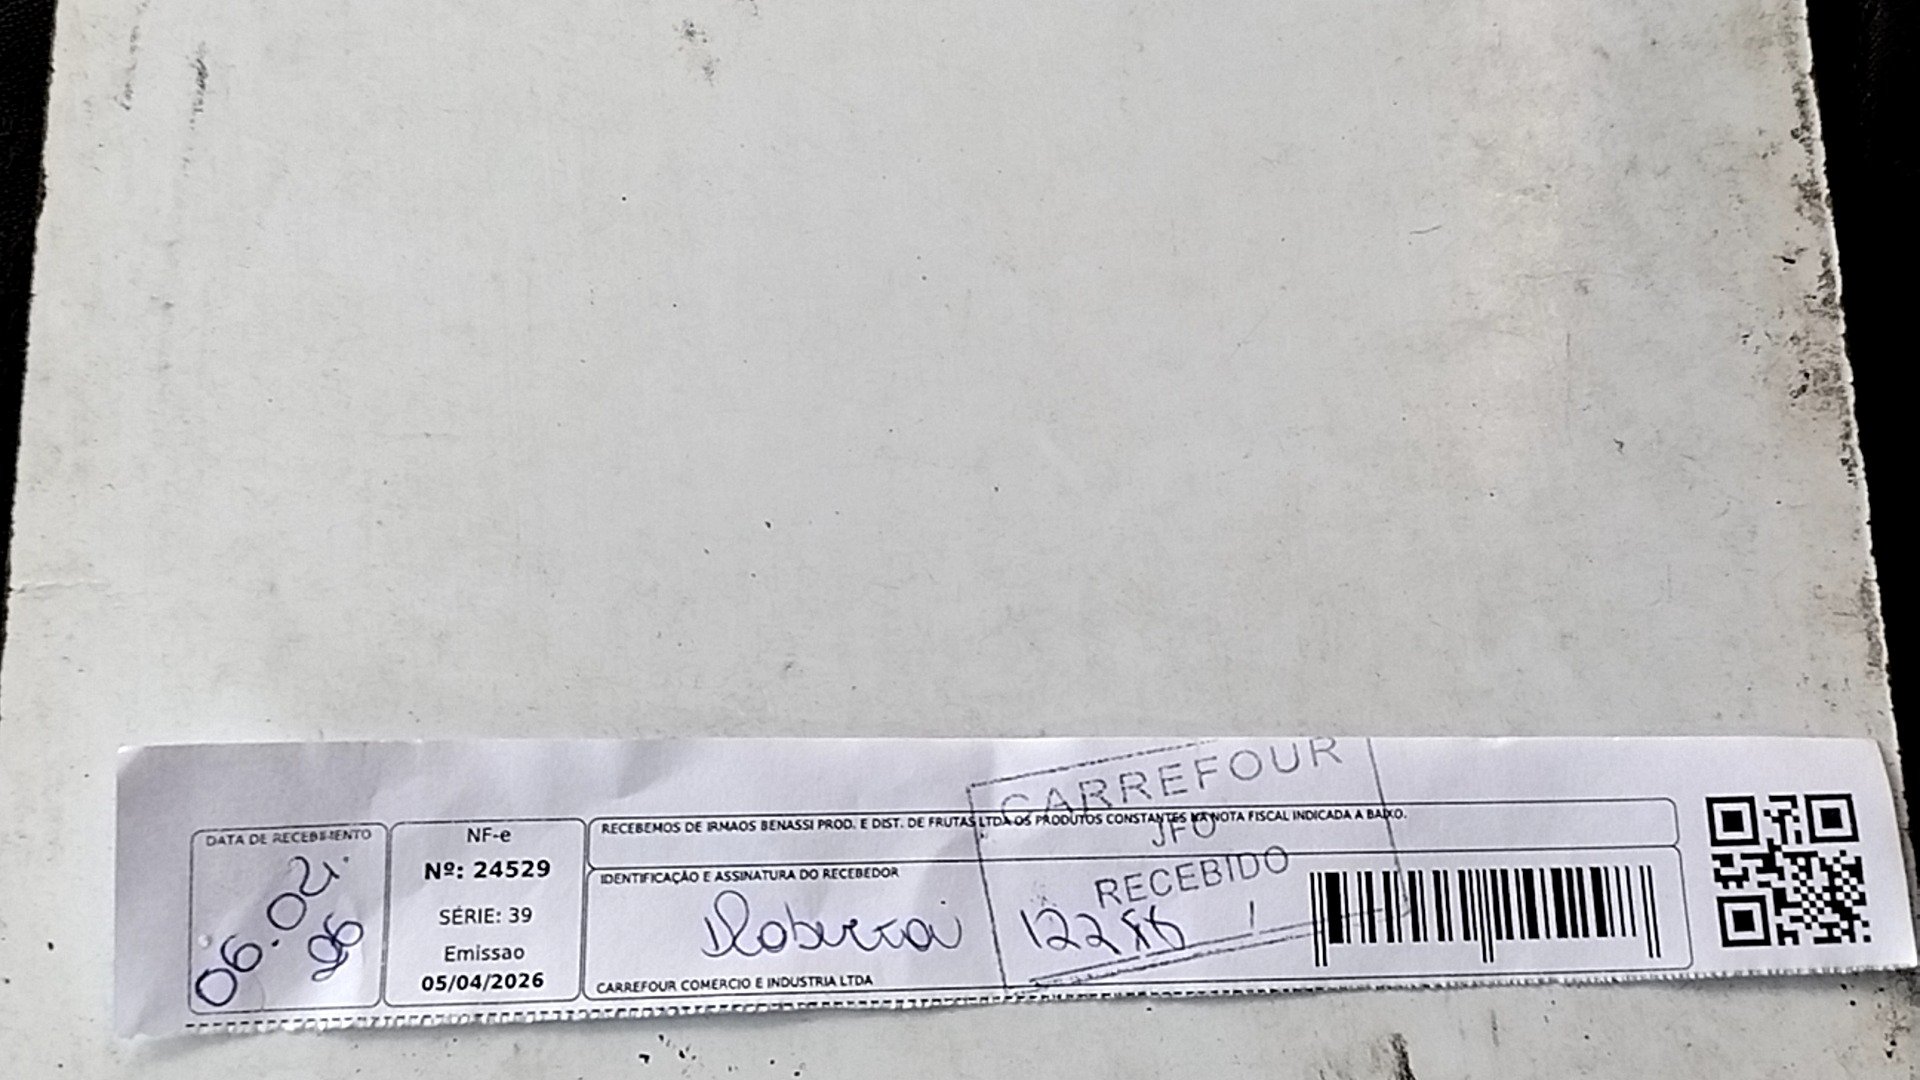 CARREFOUR
JFO
RECEBIDO
DATA DE RECEBIMENTO
06.04.
26
NF-e
Nº: 24529
SÉRIE: 39
Emissao
05/04/2026
RECEBEMOS DE IRMAOS BENASSI PROD. E DIST. DE FRUTAS LTDA OS PRODUTOS CONSTANTES NA NOTA FISCAL INDICADA A BAIXO.
IDENTIFICAÇÃO E ASSINATURA DO RECEBEDOR
CARREFOUR COMERCIO E INDUSTRIA LTDA